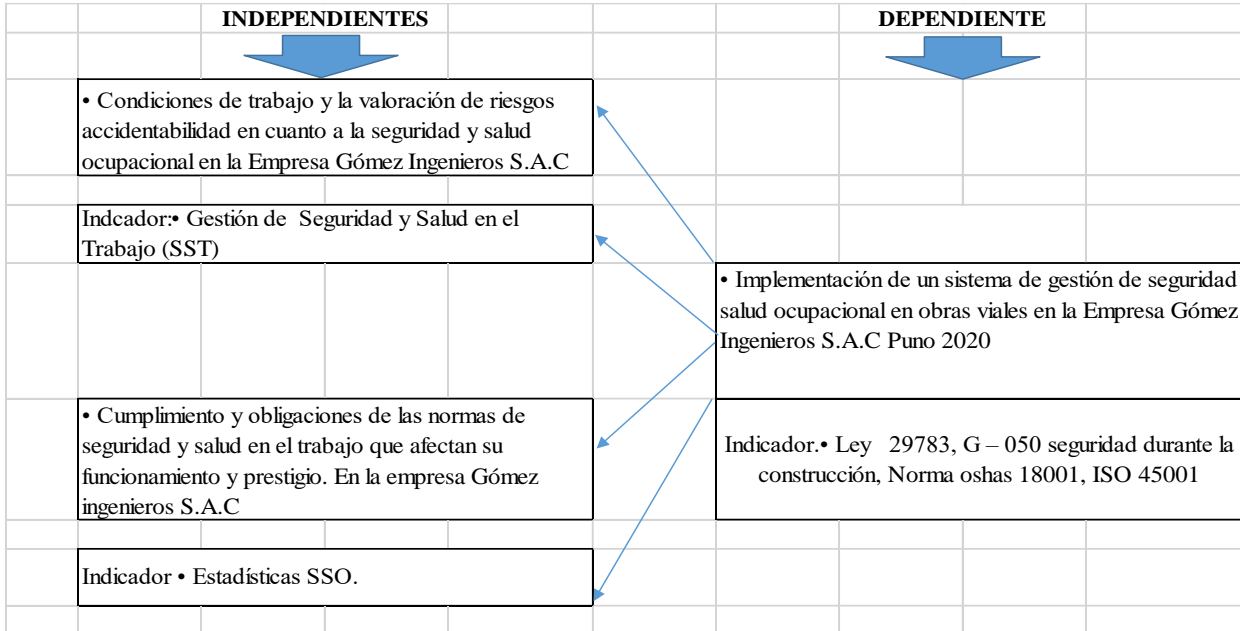 INDEPENDIENTES
• Condiciones de trabajo y la valoración de riesgos
accidentabilidad en cuanto a la seguridad y salud
ocupacional en la Empresa Gómez Ingenieros S.A.C
Indcador:• Gestión de Seguridad y Salud en el
Trabajo (SST)
• Cumplimiento y obligaciones de las normas de
seguridad y salud en el trabajo que afectan su
funcionamiento y prestigio. En la empresa Gómez
ingenieros S.A.C
Indicador • Estadísticas SSO.
DEPENDIENTE
• Implementación de un sistema de gestión de seguridad
salud ocupacional en obras viales en la Empresa Gómez
Ingenieros S.A.C Puno 2020
Indicador.• Ley 29783, G – 050 seguridad durante la
construcción, Norma oshas 18001, ISO 45001